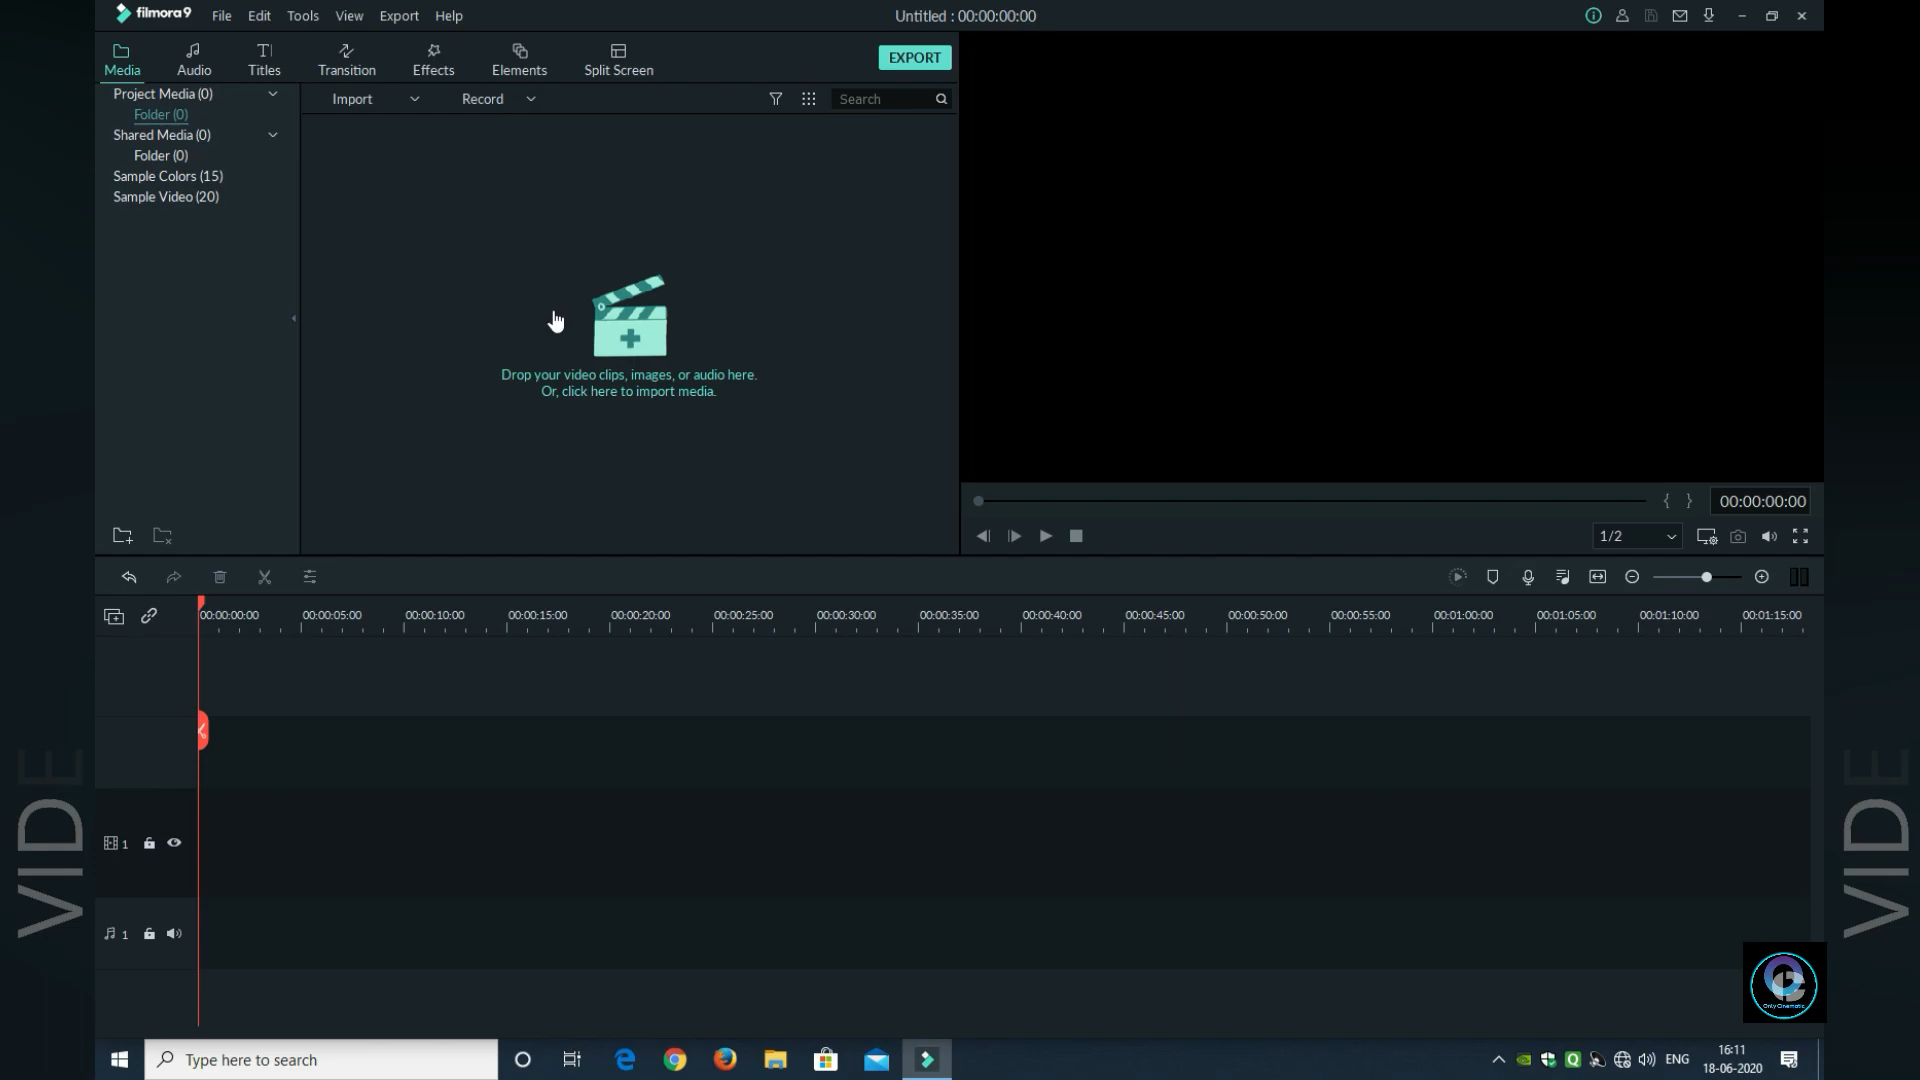 filmora9 File Edit Tools View Export Help Untitled : 00:00:00:00
Media Audio Titles Transition Effects Elements Split Screen EXPORT
Project Media (0) Import Record Search
Folder (0)
Shared Media (0)
Folder (0)
Sample Colors (15)
Sample Video (20)
Drop your video clips, images, or audio here.
Or, click here to import media.
{ } 00:00:00:00
1/2
00:00:00:00 00:00:05:00 00:00:10:00 00:00:15:00 00:00:20:00 00:00:25:00 00:00:30:00 00:00:35:00 00:00:40:00 00:00:45:00 00:00:50:00 00:00:55:00 00:01:00:00 00:01:05:00 00:01:10:00 00:01:15:00
1
1
VIDE
VIDE
Only Cinematic
Type here to search
ENG
16:11
18-06-2020